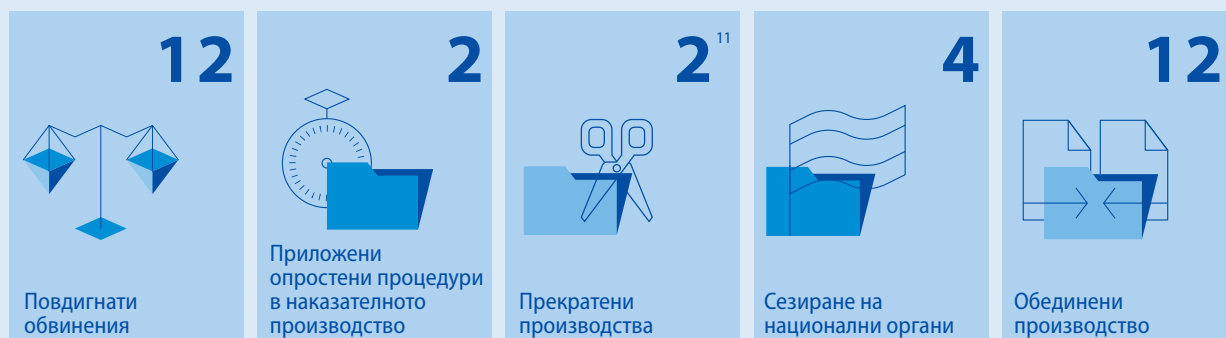 12
Повдигнати
обвинения
2
Приложени
опростени процедури
в наказателното
производство
2 11
Прекратени
производства
4
Сезиране на
национални органи
12
Обединени
производство